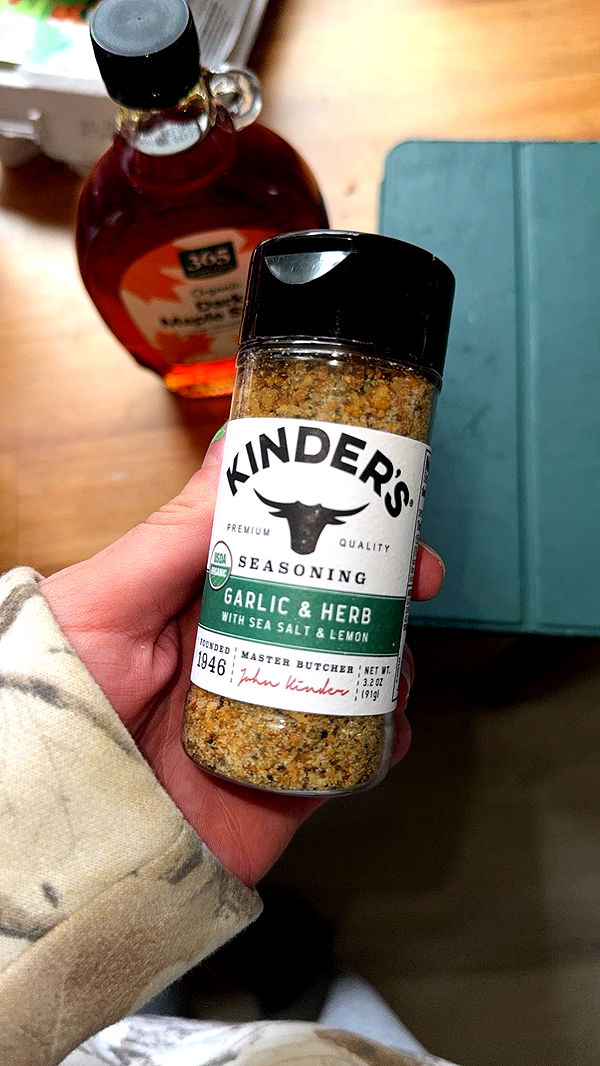 365
Organic
Dark
Maple
KINDER'S®
PREMIUM QUALITY
USDA
ORGANIC
SEASONING
GARLIC & HERB
WITH SEA SALT & LEMON
FOUNDED
1946
MASTER BUTCHER
John Kinder
NET WT.
3.2 OZ
(91g)